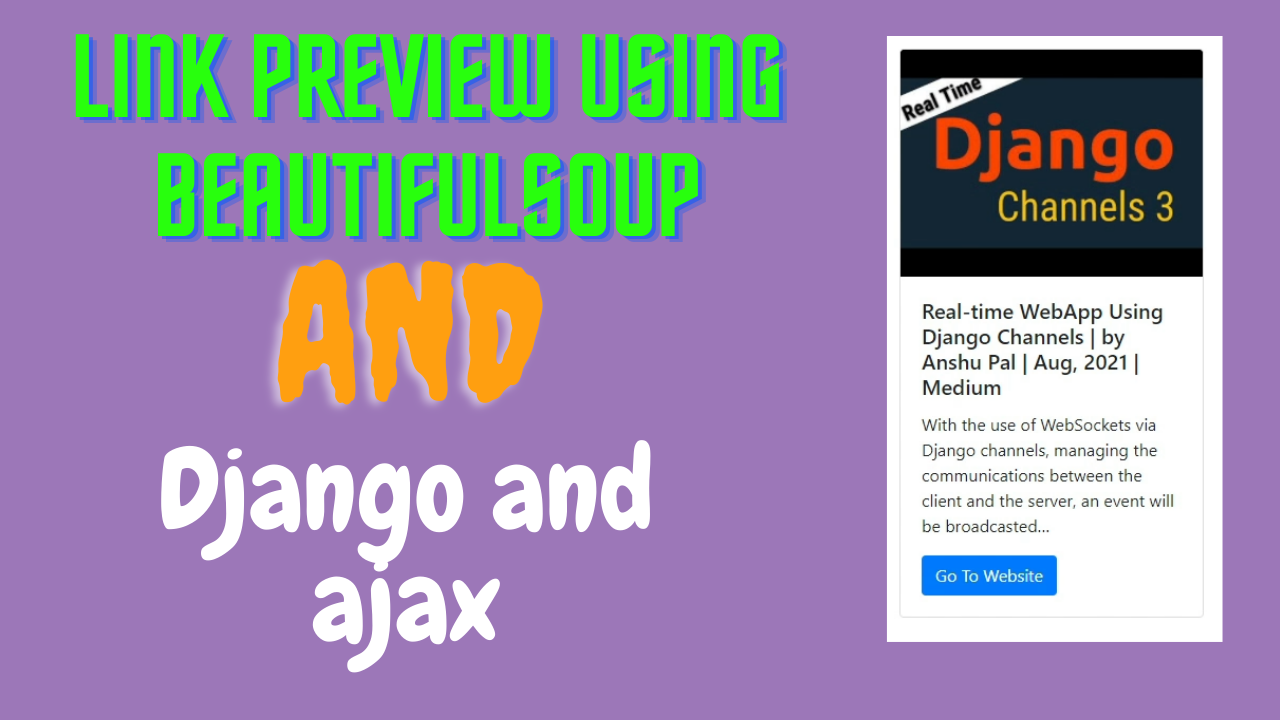 LINK PREVIEW USING
BEAUTIFULSOUP
AND
Django and
ajax
Real Time
Django
Channels 3
Real-time WebApp Using
Django Channels | by
Anshu Pal | Aug, 2021 |
Medium
With the use of WebSockets via
Django channels, managing the
communications between the
client and the server, an event will
be broadcasted...
Go To Website